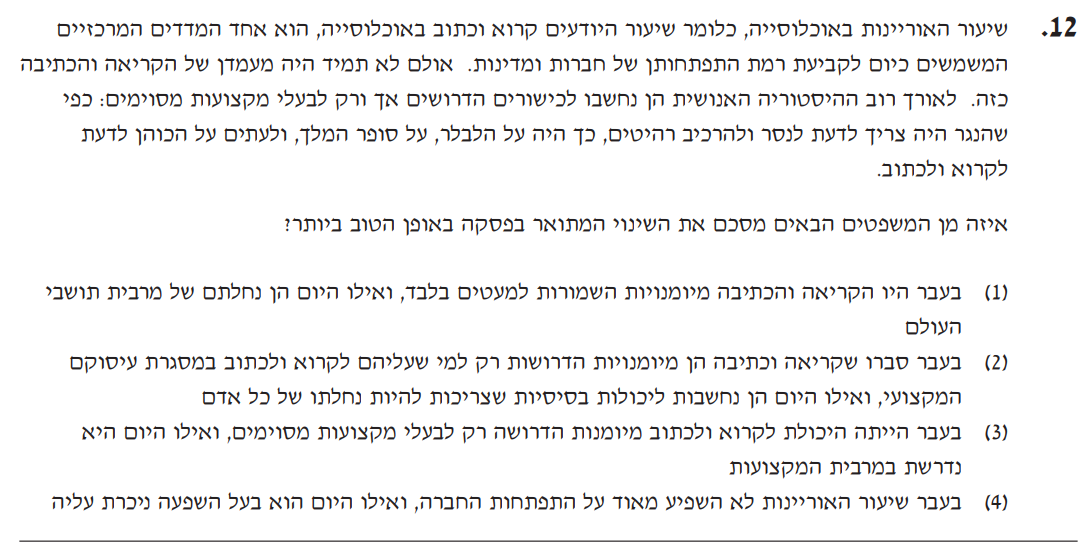 12. שיעור האוריינות באוכלוסייה, כלומר שיעור היודעים קרוא וכתוב באוכלוסייה, הוא אחד המדדים המרכזיים
המשמשים כיום לקביעת רמת התפתחותן של חברות ומדינות. אולם לא תמיד היה מעמדן של הקריאה והכתיבה
כזה. לאורך רוב ההיסטוריה האנושית הן נחשבו לכישורים הדרושים אך ורק לבעלי מקצועות מסוימים: כפי
שהנגר היה צריך לדעת לנסר ולהרכיב רהיטים, כך היה על הלבלר, על סופר המלך, ולעתים על הכוהן לדעת
לקרוא ולכתוב.
איזה מן המשפטים הבאים מסכם את השינוי המתואר בפסקה באופן הטוב ביותר?
(1) בעבר היו הקריאה והכתיבה מיומנויות השמורות למעטים בלבד, ואילו היום הן נחלתם של מרבית תושבי
העולם
(2) בעבר סברו שקריאה וכתיבה הן מיומנויות הדרושות רק למי שעליהם לקרוא ולכתוב במסגרת עיסוקם
המקצועי, ואילו היום הן נחשבות ליכולות בסיסיות שצריכות להיות נחלתו של כל אדם
(3) בעבר הייתה היכולת לקרוא ולכתוב מיומנות הדרושה רק לבעלי מקצועות מסוימים, ואילו היום היא
נדרשת במרבית המקצועות
(4) בעבר שיעור האוריינות לא השפיע מאוד על התפתחות החברה, ואילו היום הוא בעל השפעה ניכרת עליה